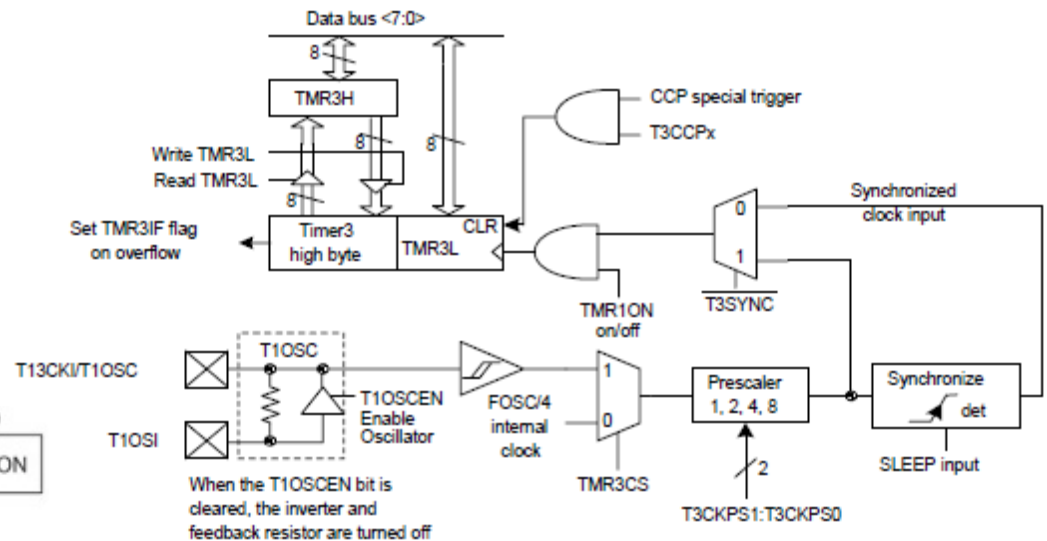 Data bus <7:0>
8
TMR3H
CCP special trigger
T3CCPx
8
8
Write TMR3L
Read TMR3L
8
Synchronized
clock input
0
1
Set TMR3IF flag
on overflow
Timer3
high byte
TMR3L
CLR
T3SYNC
TMR1ON
on/off
T13CKI/T1OSC
T1OSC
T1OSCEN
Enable
Oscillator
FOSC/4
internal
clock
1
0
Prescaler
1, 2, 4, 8
Synchronize
det
T1OSI
ON
TMR3CS
2
SLEEP input
T3CKPS1:T3CKPS0
When the T1OSCEN bit is
cleared, the inverter and
feedback resistor are turned off